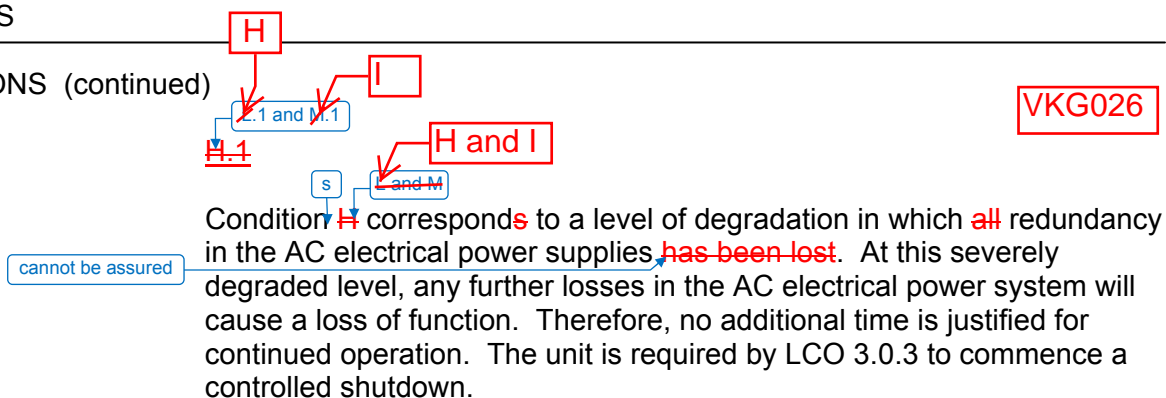 S
H
ONS (continued)
I
VKG026
L.1 and M.1
H.1
H and I
s
L and M
Condition H corresponds to a level of degradation in which all redundancy
in the AC electrical power supplies has been lost. At this severely
cannot be assured
degraded level, any further losses in the AC electrical power system will
cause a loss of function. Therefore, no additional time is justified for
continued operation. The unit is required by LCO 3.0.3 to commence a
controlled shutdown.